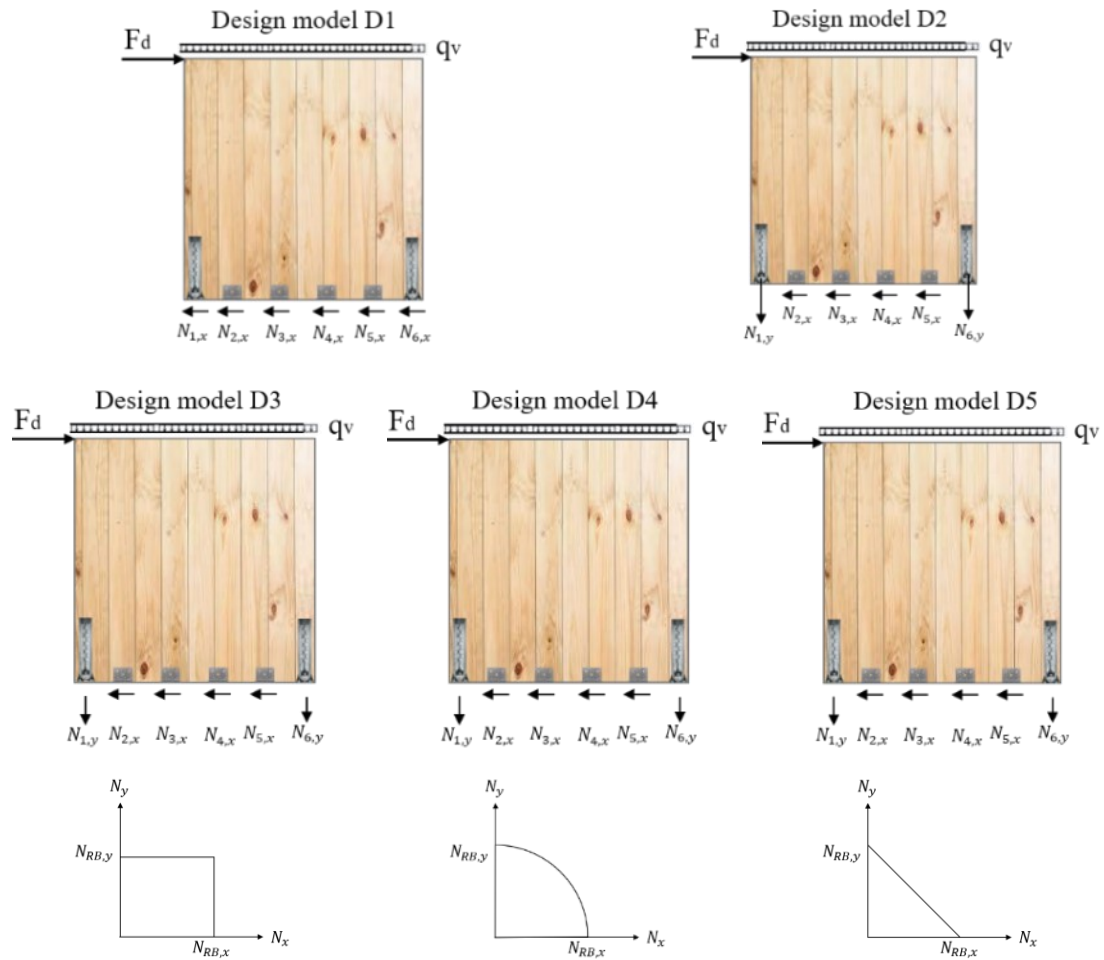 Design model D1
Fd
qv
N1,x N2,x N3,x N4,x N5,x N6,x
Design model D2
Fd
qv
N1,y N2,x N3,x N4,x N5,x N6,y
Design model D3
Fd
qv
N1,y N2,x N3,x N4,x N5,x N6,y
Design model D4
Fd
qv
N1,y N2,x N3,x N4,x N5,x N6,y
Design model D5
Fd
qv
N1,y N2,x N3,x N4,x N5,x N6,y
Ny
NRB,y
NRB,x
Nx
Ny
NRB,y
NRB,x
Nx
Ny
NRB,y
NRB,x
Nx